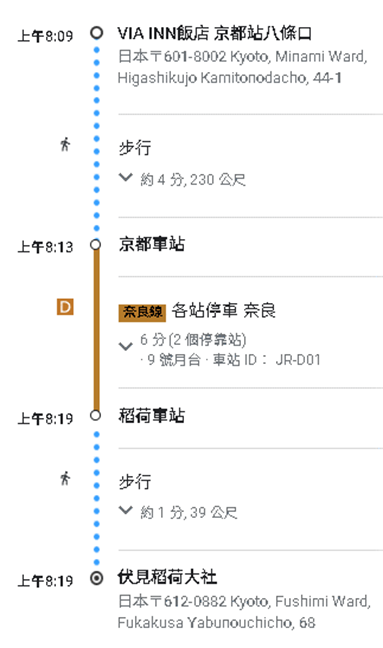 上午8:09
VIA INN飯店 京都站八條口
日本〒601-8002 Kyoto, Minami Ward,
Higashikujo Kamitonodacho, 44-1
步行
約 4 分, 230 公尺
上午8:13
京都車站
D
奈良線 各站停車 奈良
6 分 (2 個停靠站)
· 9 號月台 · 車站 ID： JR-D01
上午8:19
稻荷車站
步行
約 1 分, 39 公尺
上午8:19
伏見稻荷大社
日本〒612-0882 Kyoto, Fushimi Ward,
Fukakusa Yabunouchicho, 68